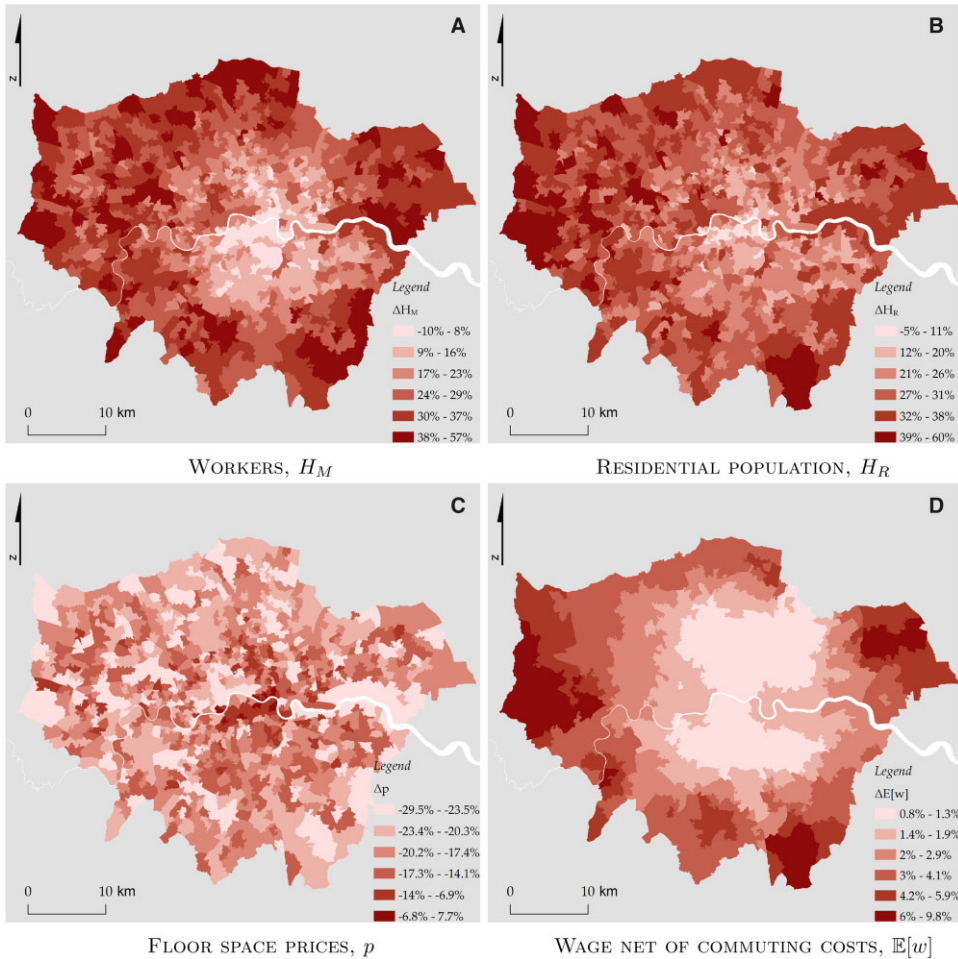 A
N
Legend
ΔH_M
-10% - 8%
9% - 16%
17% - 23%
24% - 29%
30% - 37%
38% - 57%
0 10 km
WORKERS, H_M
B
N
Legend
ΔH_R
-5% - 11%
12% - 20%
21% - 26%
27% - 31%
32% - 38%
39% - 60%
0 10 km
RESIDENTIAL POPULATION, H_R
C
N
Legend
Δp
-29.5% - -23.5%
-23.4% - -20.3%
-20.2% - -17.4%
-17.3% - -14.1%
-14% - -6.9%
-6.8% - 7.7%
0 10 km
FLOOR SPACE PRICES, p
D
N
Legend
ΔE[w]
0.8% - 1.3%
1.4% - 1.9%
2% - 2.9%
3% - 4.1%
4.2% - 5.9%
6% - 9.8%
0 10 km
WAGE NET OF COMMUTING COSTS, 𝔼[w]